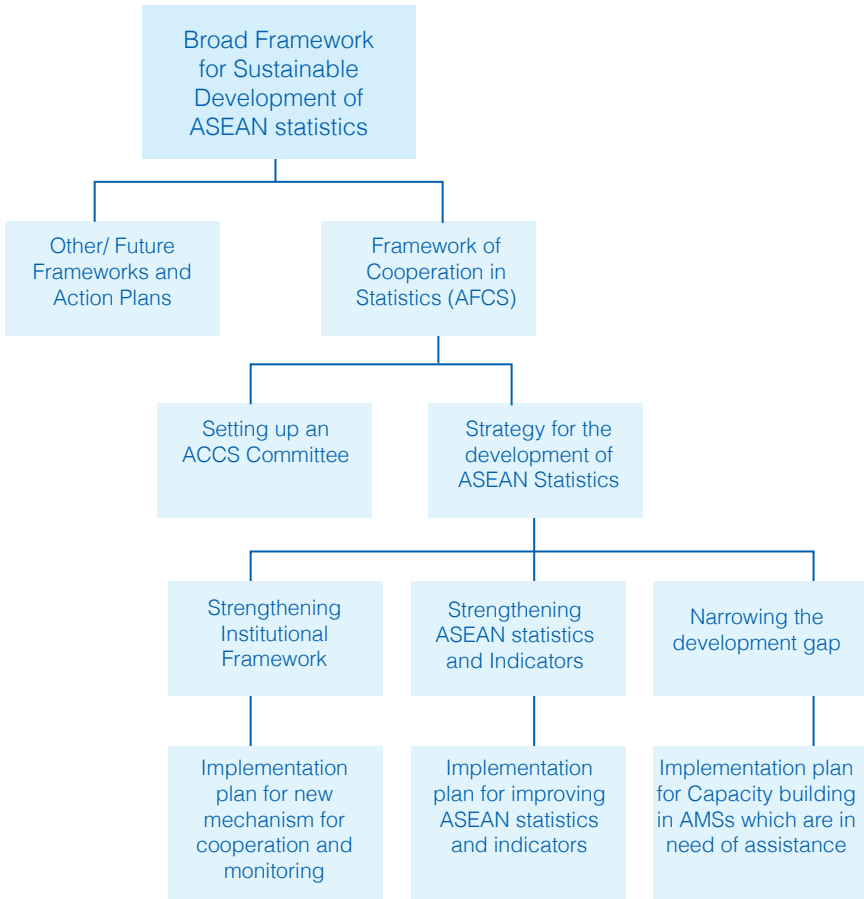 Broad Framework
for Sustainable
Development of
ASEAN statistics
Other/ Future
Frameworks and
Action Plans
Framework of
Cooperation in
Statistics (AFCS)
Setting up an
ACCS Committee
Strategy for the
development of
ASEAN Statistics
Strengthening
Institutional
Framework
Strengthening
ASEAN statistics
and Indicators
Narrowing the
development gap
Implementation
plan for new
mechanism for
cooperation and
monitoring
Implementation
plan for improving
ASEAN statistics
and indicators
Implementation plan
for Capacity building
in AMSs which are in
need of assistance